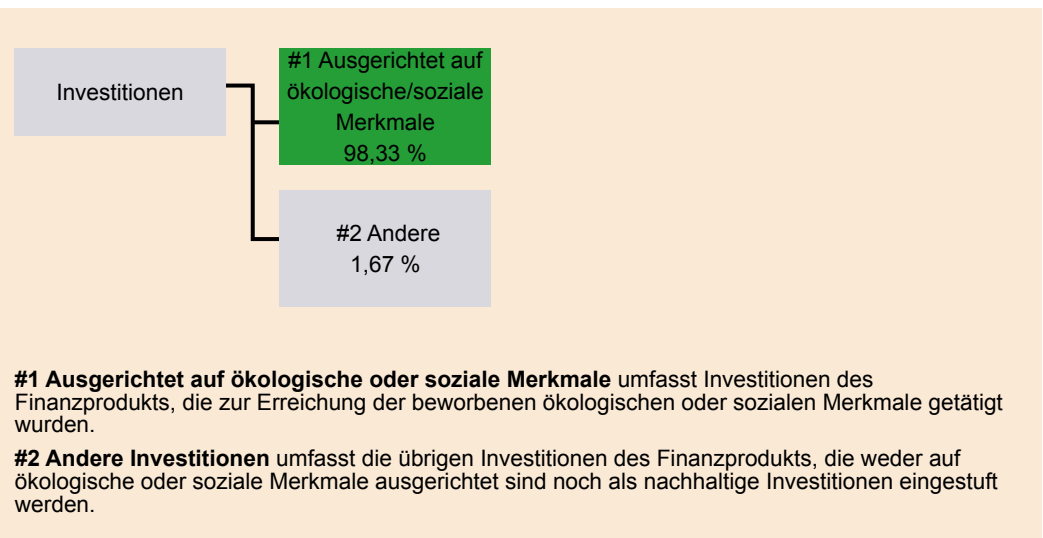 Investitionen
#1 Ausgerichtet auf
ökologische/soziale
Merkmale
98,33 %
#2 Andere
1,67 %
#1 Ausgerichtet auf ökologische oder soziale Merkmale umfasst Investitionen des
Finanzprodukts, die zur Erreichung der beworbenen ökologischen oder sozialen Merkmale getätigt
wurden.
#2 Andere Investitionen umfasst die übrigen Investitionen des Finanzprodukts, die weder auf
ökologische oder soziale Merkmale ausgerichtet sind noch als nachhaltige Investitionen eingestuft
werden.